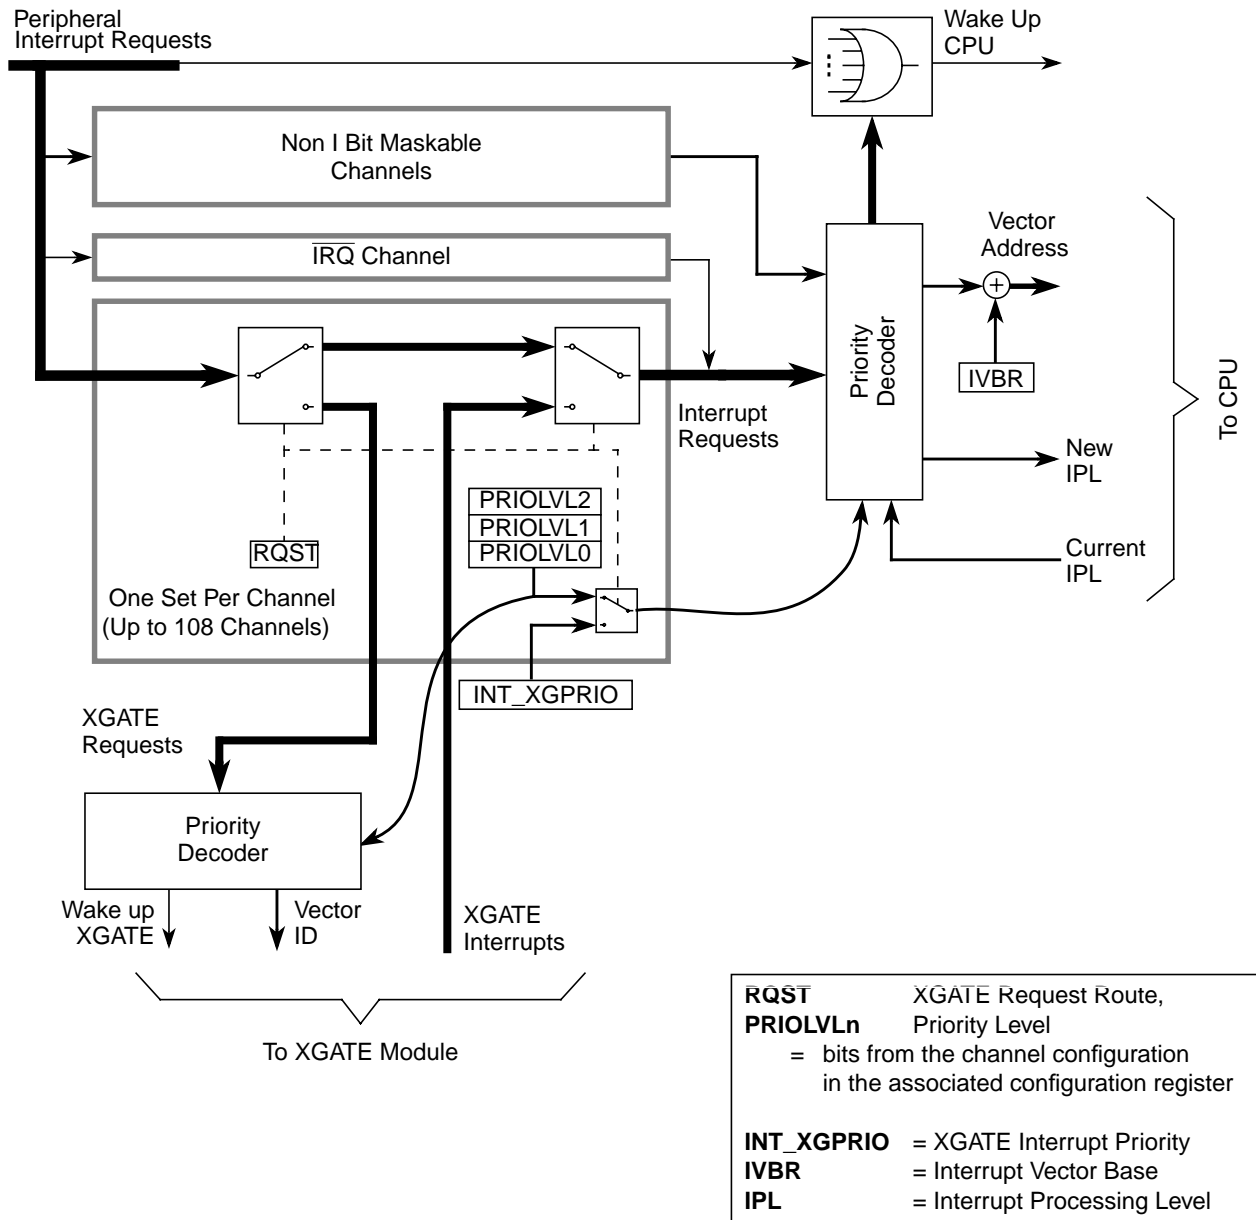 Peripheral
Interrupt Requests
Wake Up
CPU
Non I Bit Maskable
Channels
IRQ Channel
Vector
Address
Priority
Decoder
+
IVBR
To CPU
Interrupt
Requests
New
IPL
PRIOLVL2
PRIOLVL1
PRIOLVL0
RQST
Current
IPL
One Set Per Channel
(Up to 108 Channels)
INT_XGPRIO
XGATE
Requests
Priority
Decoder
Wake up
XGATE
Vector
ID
XGATE
Interrupts
To XGATE Module
RQST XGATE Request Route,
PRIOLVLn Priority Level
= bits from the channel configuration
in the associated configuration register
INT_XGPRIO = XGATE Interrupt Priority
IVBR = Interrupt Vector Base
IPL = Interrupt Processing Level